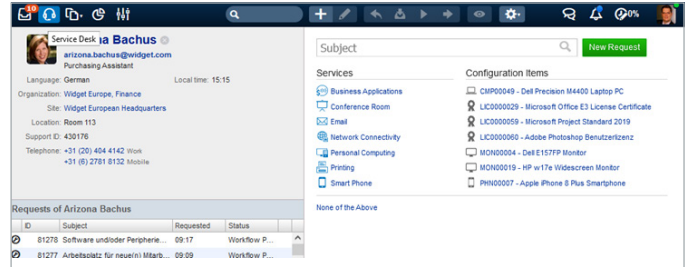 10
0%
Service Desk
na Bachus
arizona.bachus@widget.com
Purchasing Assistant
Language: German
Local time: 15:15
Organization: Widget Europe, Finance
Site: Widget European Headquarters
Location: Room 113
Support ID: 430176
Telephone: +31 (20) 404 4142 Work
+31 (6) 2781 8132 Mobile
Requests of Arizona Bachus
ID Subject Requested Status
81278 Software und/oder Peripherie... 09:17 Workflow P...
81277 Arbeitsplatz für neue(n) Mitarb... 09:09 Workflow P...
Subject
New Request
Services
Business Applications
Conference Room
Email
Network Connectivity
Personal Computing
Printing
Smart Phone
None of the Above
Configuration Items
CMP00049 - Dell Precision M4400 Laptop PC
LIC0000029 - Microsoft Office E3 License Certificate
LIC0000059 - Microsoft Project Standard 2019
LIC0000060 - Adobe Photoshop Benutzerlizenz
MON00004 - Dell E157FP Monitor
MON00019 - HP w17e Widescreen Monitor
PHN00007 - Apple iPhone 8 Plus Smartphone